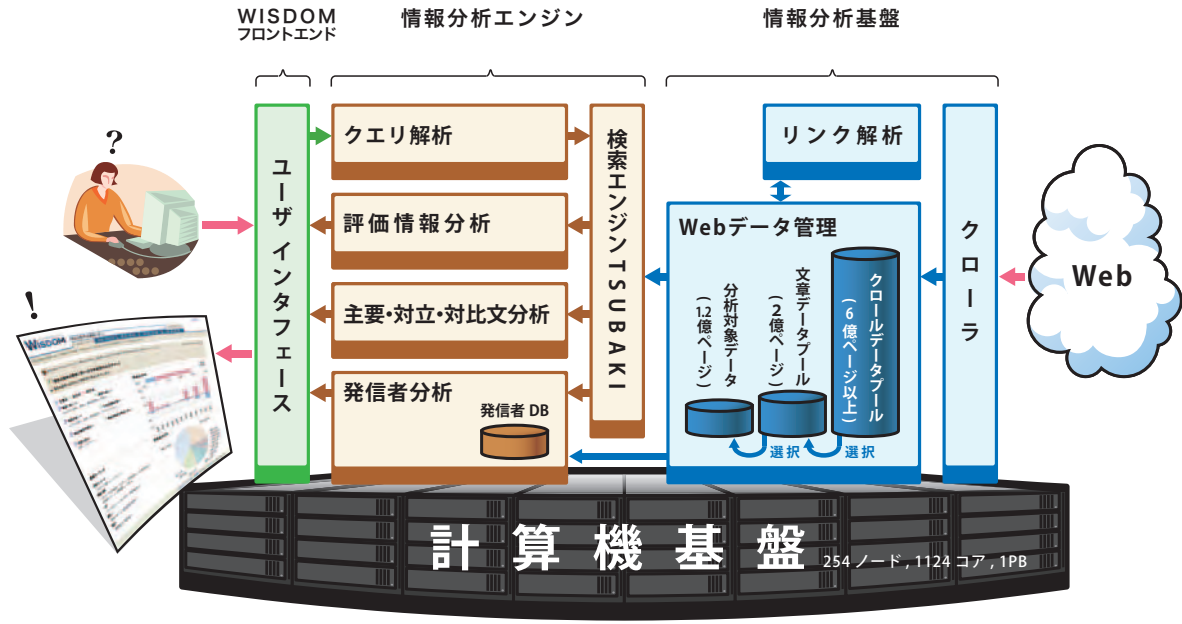 WISDOM
フロントエンド
情報分析エンジン
情報分析基盤
?
ユーザ インタフェース
クエリ解析
評価情報分析
主要・対立・対比文分析
発信者分析
発信者 DB
検索エンジンTSUBAKI
リンク解析
Webデータ管理
分析対象データ
(1.2億ページ)
文章データプール
(2億ページ)
クロールデータプール
(6億ページ以上)
選択
選択
クローラ
Web
!
WISDOM
計算機基盤
254 ノード , 1124 コア , 1PB